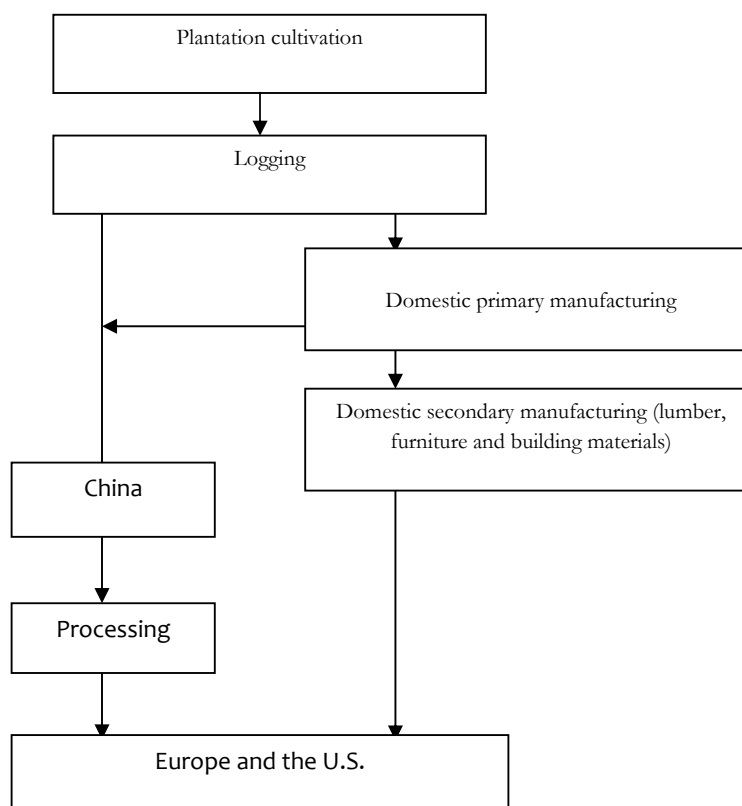 Plantation cultivation
Logging
Domestic primary manufacturing
Domestic secondary manufacturing (lumber,
furniture and building materials)
China
Processing
Europe and the U.S.